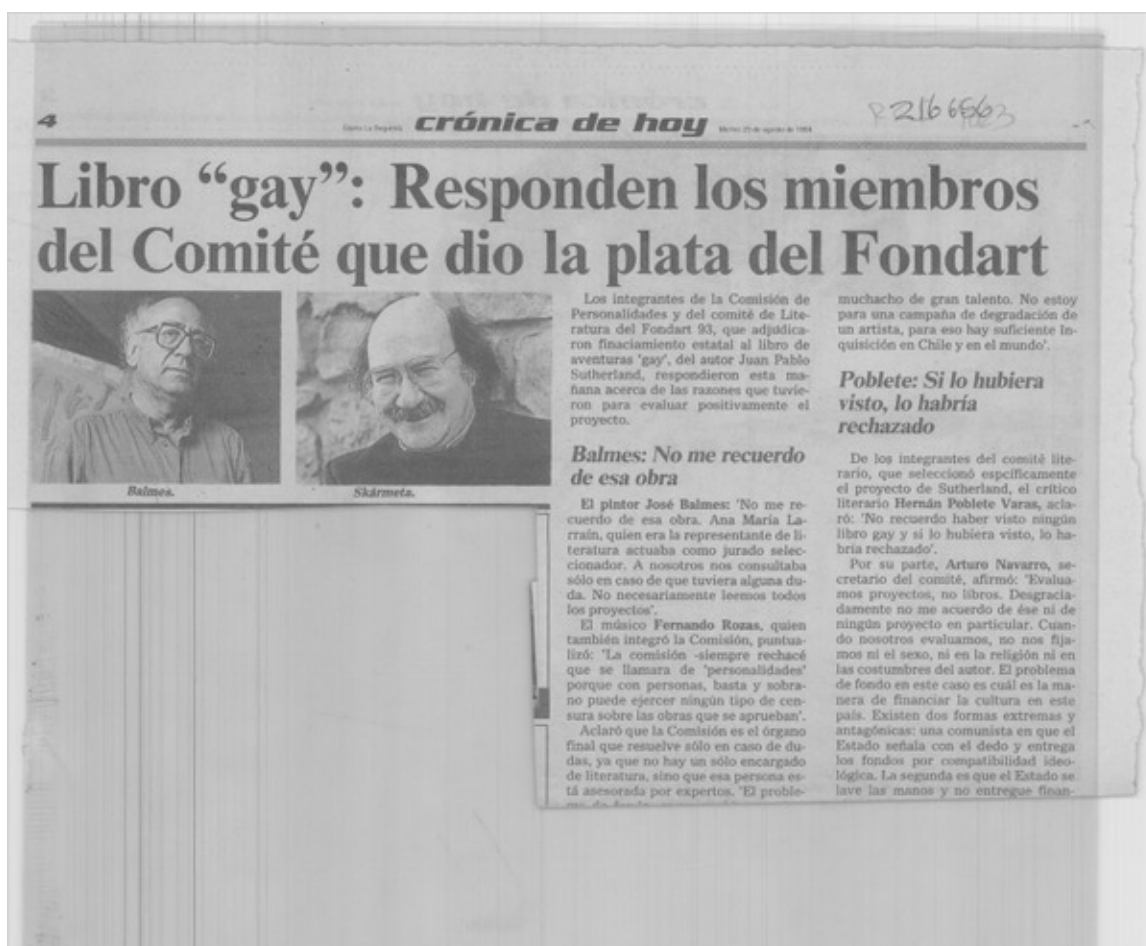 4
Diario La Segunda
crónica de hoy
Martes 23 de agosto de 1994
Libro “gay”: Responden los miembros
del Comité que dio la plata del Fondart
Balmes.
Skármeta.
Los integrantes de la Comisión de
Personalidades y del comité de Lite-
ratura del Fondart 93, que adjudica-
ron finaciamiento estatal al libro de
aventuras 'gay', del autor Juan Pablo
Sutherland, respondieron esta ma-
ñana acerca de las razones que tuvie-
ron para evaluar positivamente el
proyecto.
Balmes: No me recuerdo
de esa obra
El pintor José Balmes: 'No me re-
cuerdo de esa obra. Ana María La-
rraín, quien era la representante de li-
teratura actuaba como jurado selec-
cionador. A nosotros nos consultaba
sólo en caso de que tuviera alguna du-
da. No necesariamente leemos todos
los proyectos'.
El músico Fernando Rozas, quien
también integró la Comisión, puntua-
lizó: 'La comisión -siempre rechacé
que se llamara de 'personalidades'
porque con personas, basta y sobra-
no puede ejercer ningún tipo de cen-
sura sobre las obras que se aprueban'.
Aclaró que la Comisión es el órgano
final que resuelve sólo en caso de du-
das, ya que no hay un sólo encargado
de literatura, sino que esa persona es-
tá asesorada por expertos. 'El proble-
muchacho de gran talento. No estoy
para una campaña de degradación de
un artista, para eso hay suficiente In-
quisición en Chile y en el mundo'.
Poblete: Si lo hubiera
visto, lo habría
rechazado
De los integrantes del comité lite-
rario, que seleccionó espcíficamente
el proyecto de Sutherland, el crítico
literario Hernán Poblete Varas, acla-
ró: 'No recuerdo haber visto ningún
libro gay y si lo hubiera visto, lo ha-
bría rechazado'.
Por su parte, Arturo Navarro, se-
cretario del comité, afirmó: 'Evalua-
mos proyectos, no libros. Desgracia-
damente no me acuerdo de ése ni de
ningún proyecto en particular. Cuan-
do nosotros evaluamos, no nos fija-
mos ni el sexo, ni en la religión ni en
las costumbres del autor. El problema
de fondo en este caso es cuál es la ma-
nera de financiar la cultura en este
país. Existen dos formas extremas y
antagónicas: una comunista en que el
Estado señala con el dedo y entrega
los fondos por compatibilidad ideo-
lógica. La segunda es que el Estado se
lave las manos y no entregue finan-